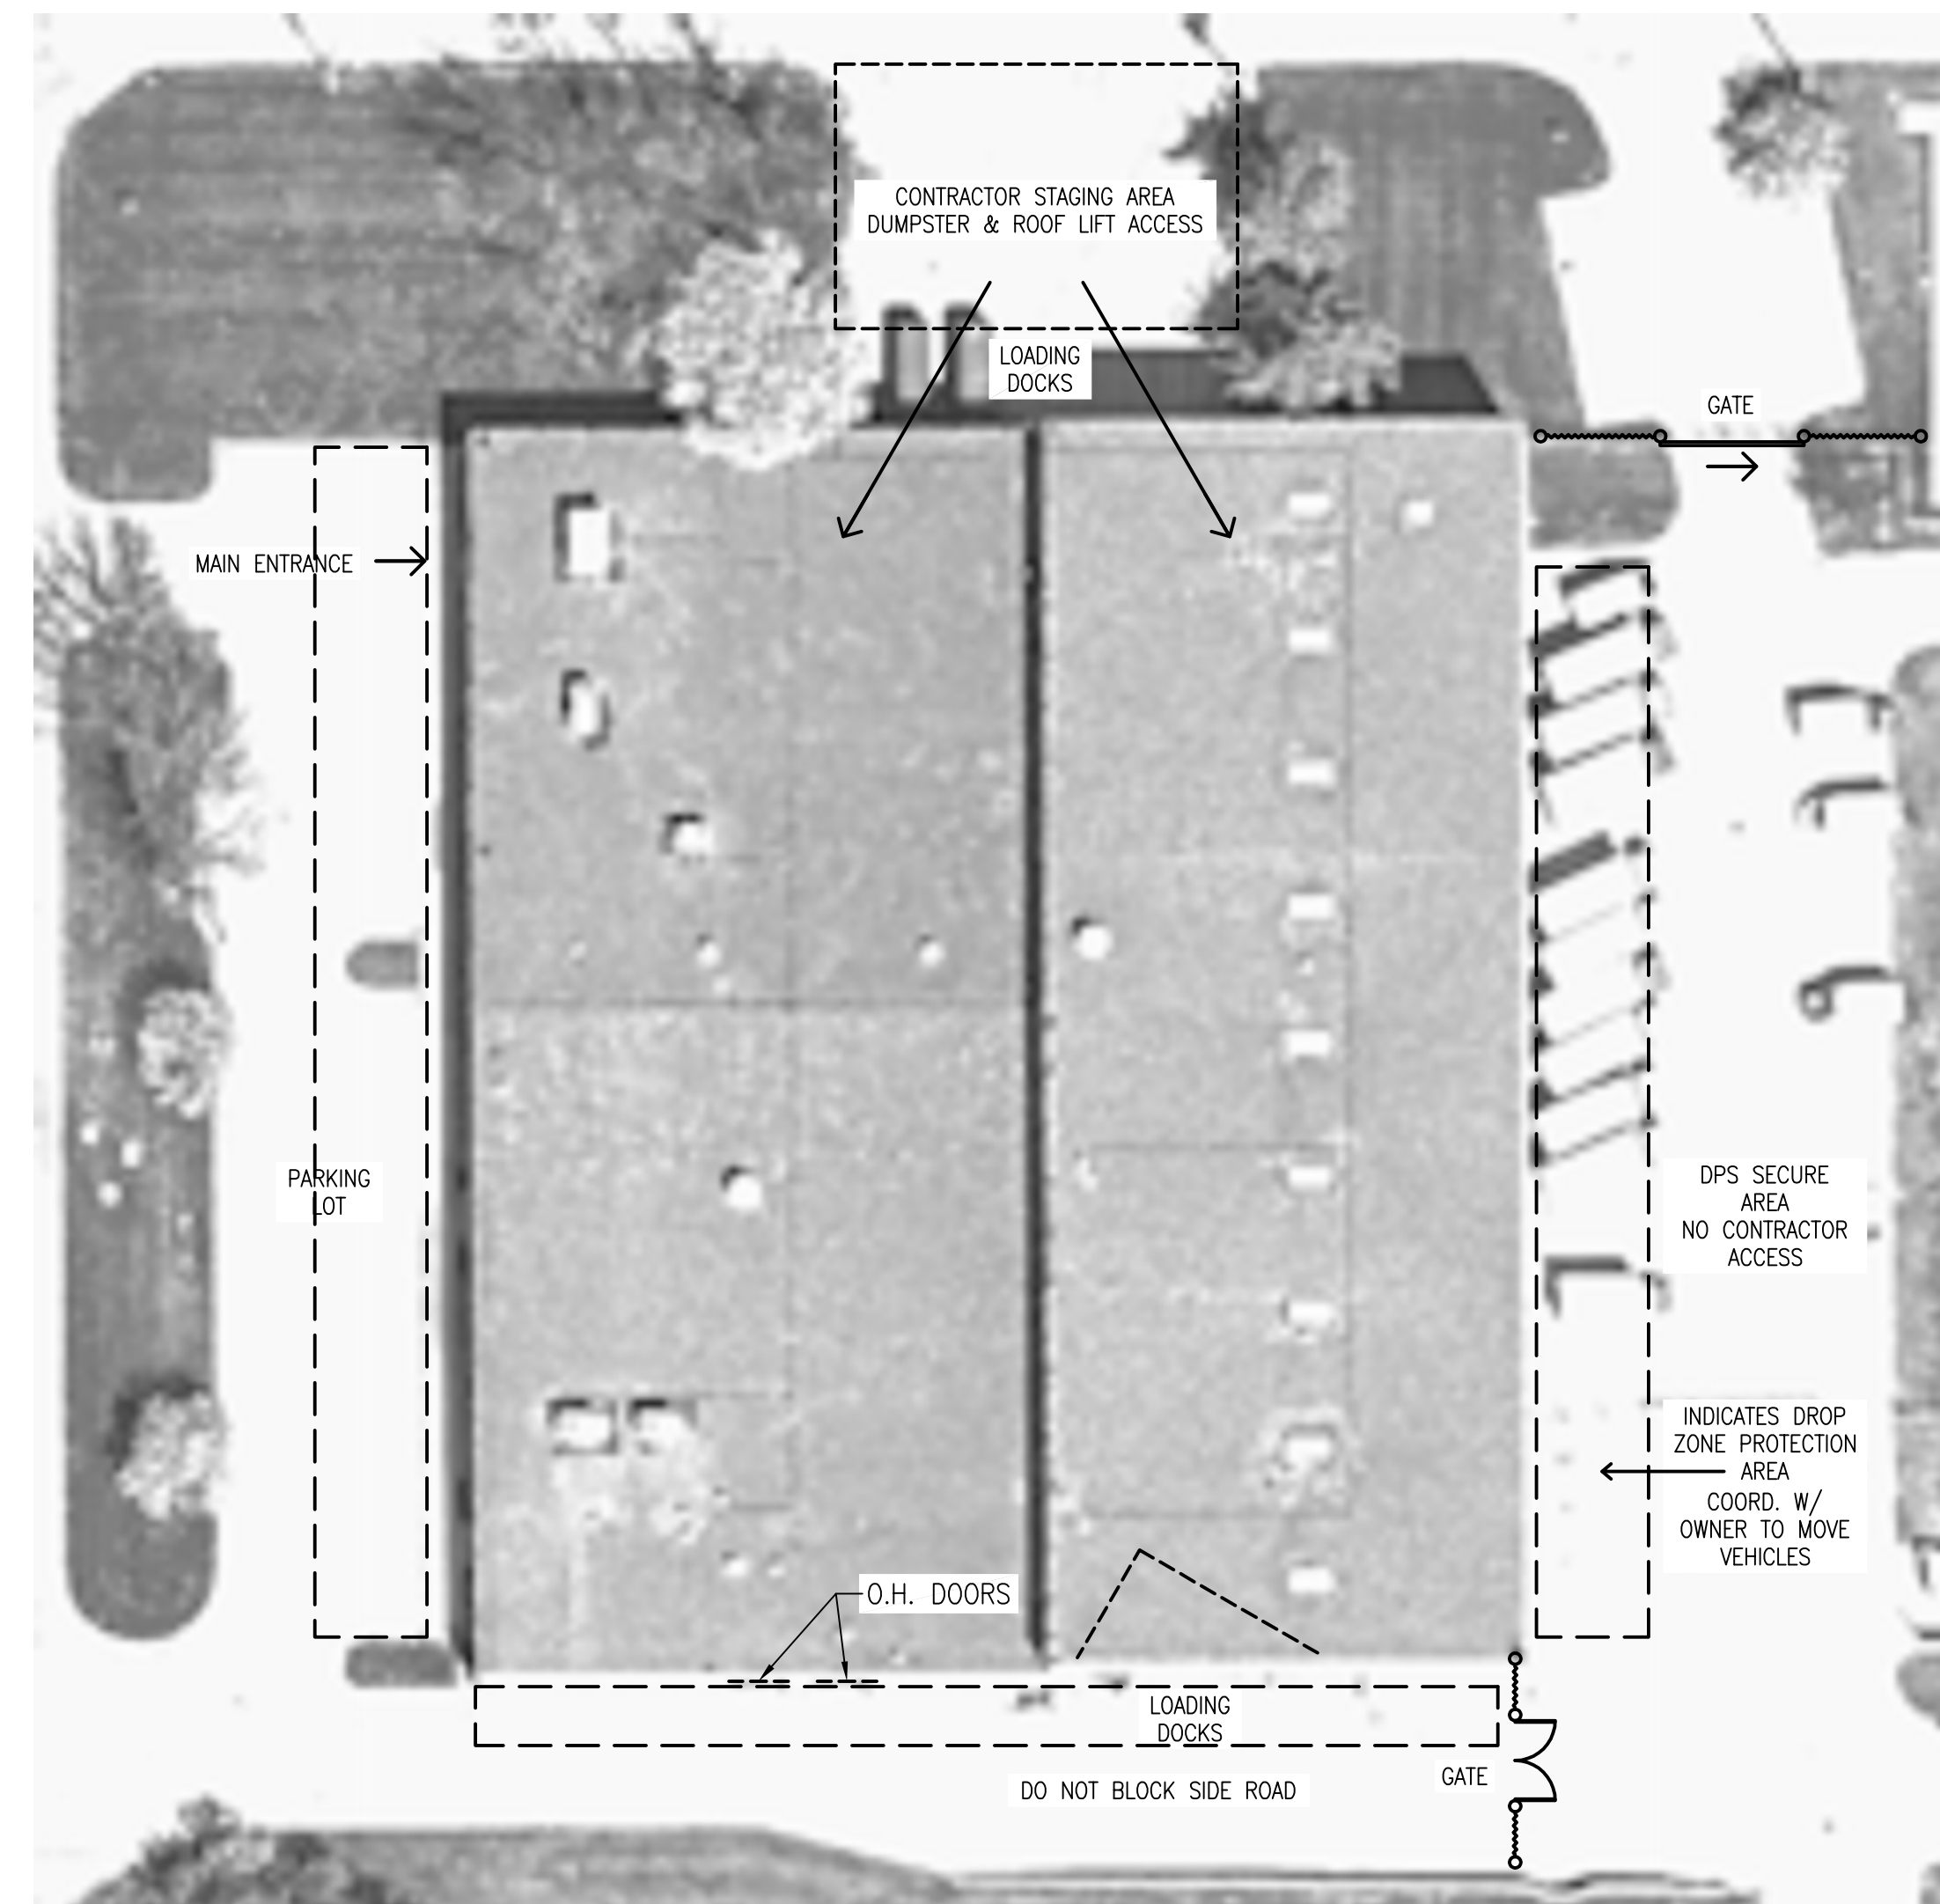 CONTRACTOR STAGING AREA
DUMPSTER & ROOF LIFT ACCESS
LOADING
DOCKS
GATE
MAIN ENTRANCE
PARKING
LOT
DPS SECURE
AREA
NO CONTRACTOR
ACCESS
INDICATES DROP
ZONE PROTECTION
AREA
COORD. W/
OWNER TO MOVE
VEHICLES
O.H. DOORS
LOADING
DOCKS
GATE
DO NOT BLOCK SIDE ROAD